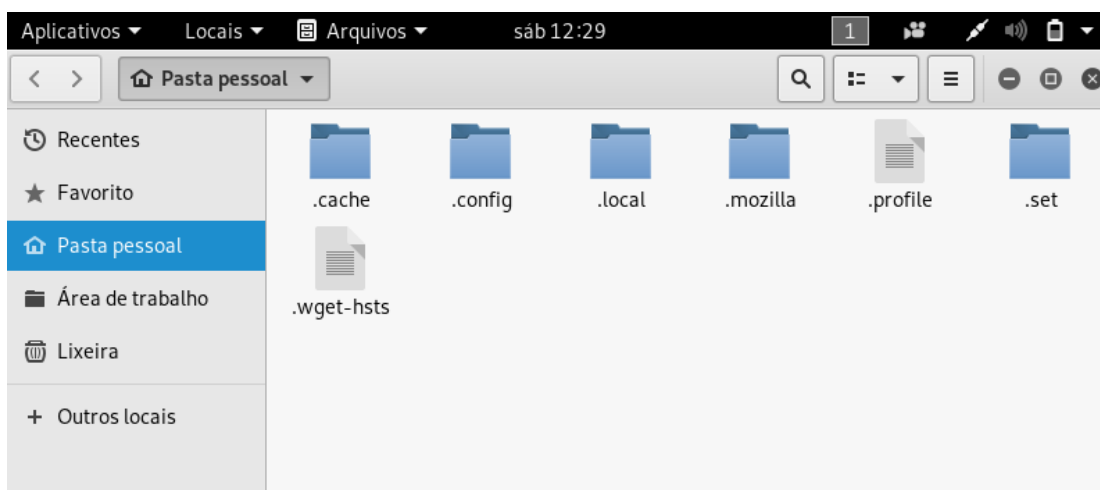 Aplicativos Locais Arquivos sáb 12:29 1
Pasta pessoal
Recentes
Favorito
Pasta pessoal
Área de trabalho
Lixeira
+ Outros locais
.cache .config .local .mozilla .profile .set
.wget-hsts